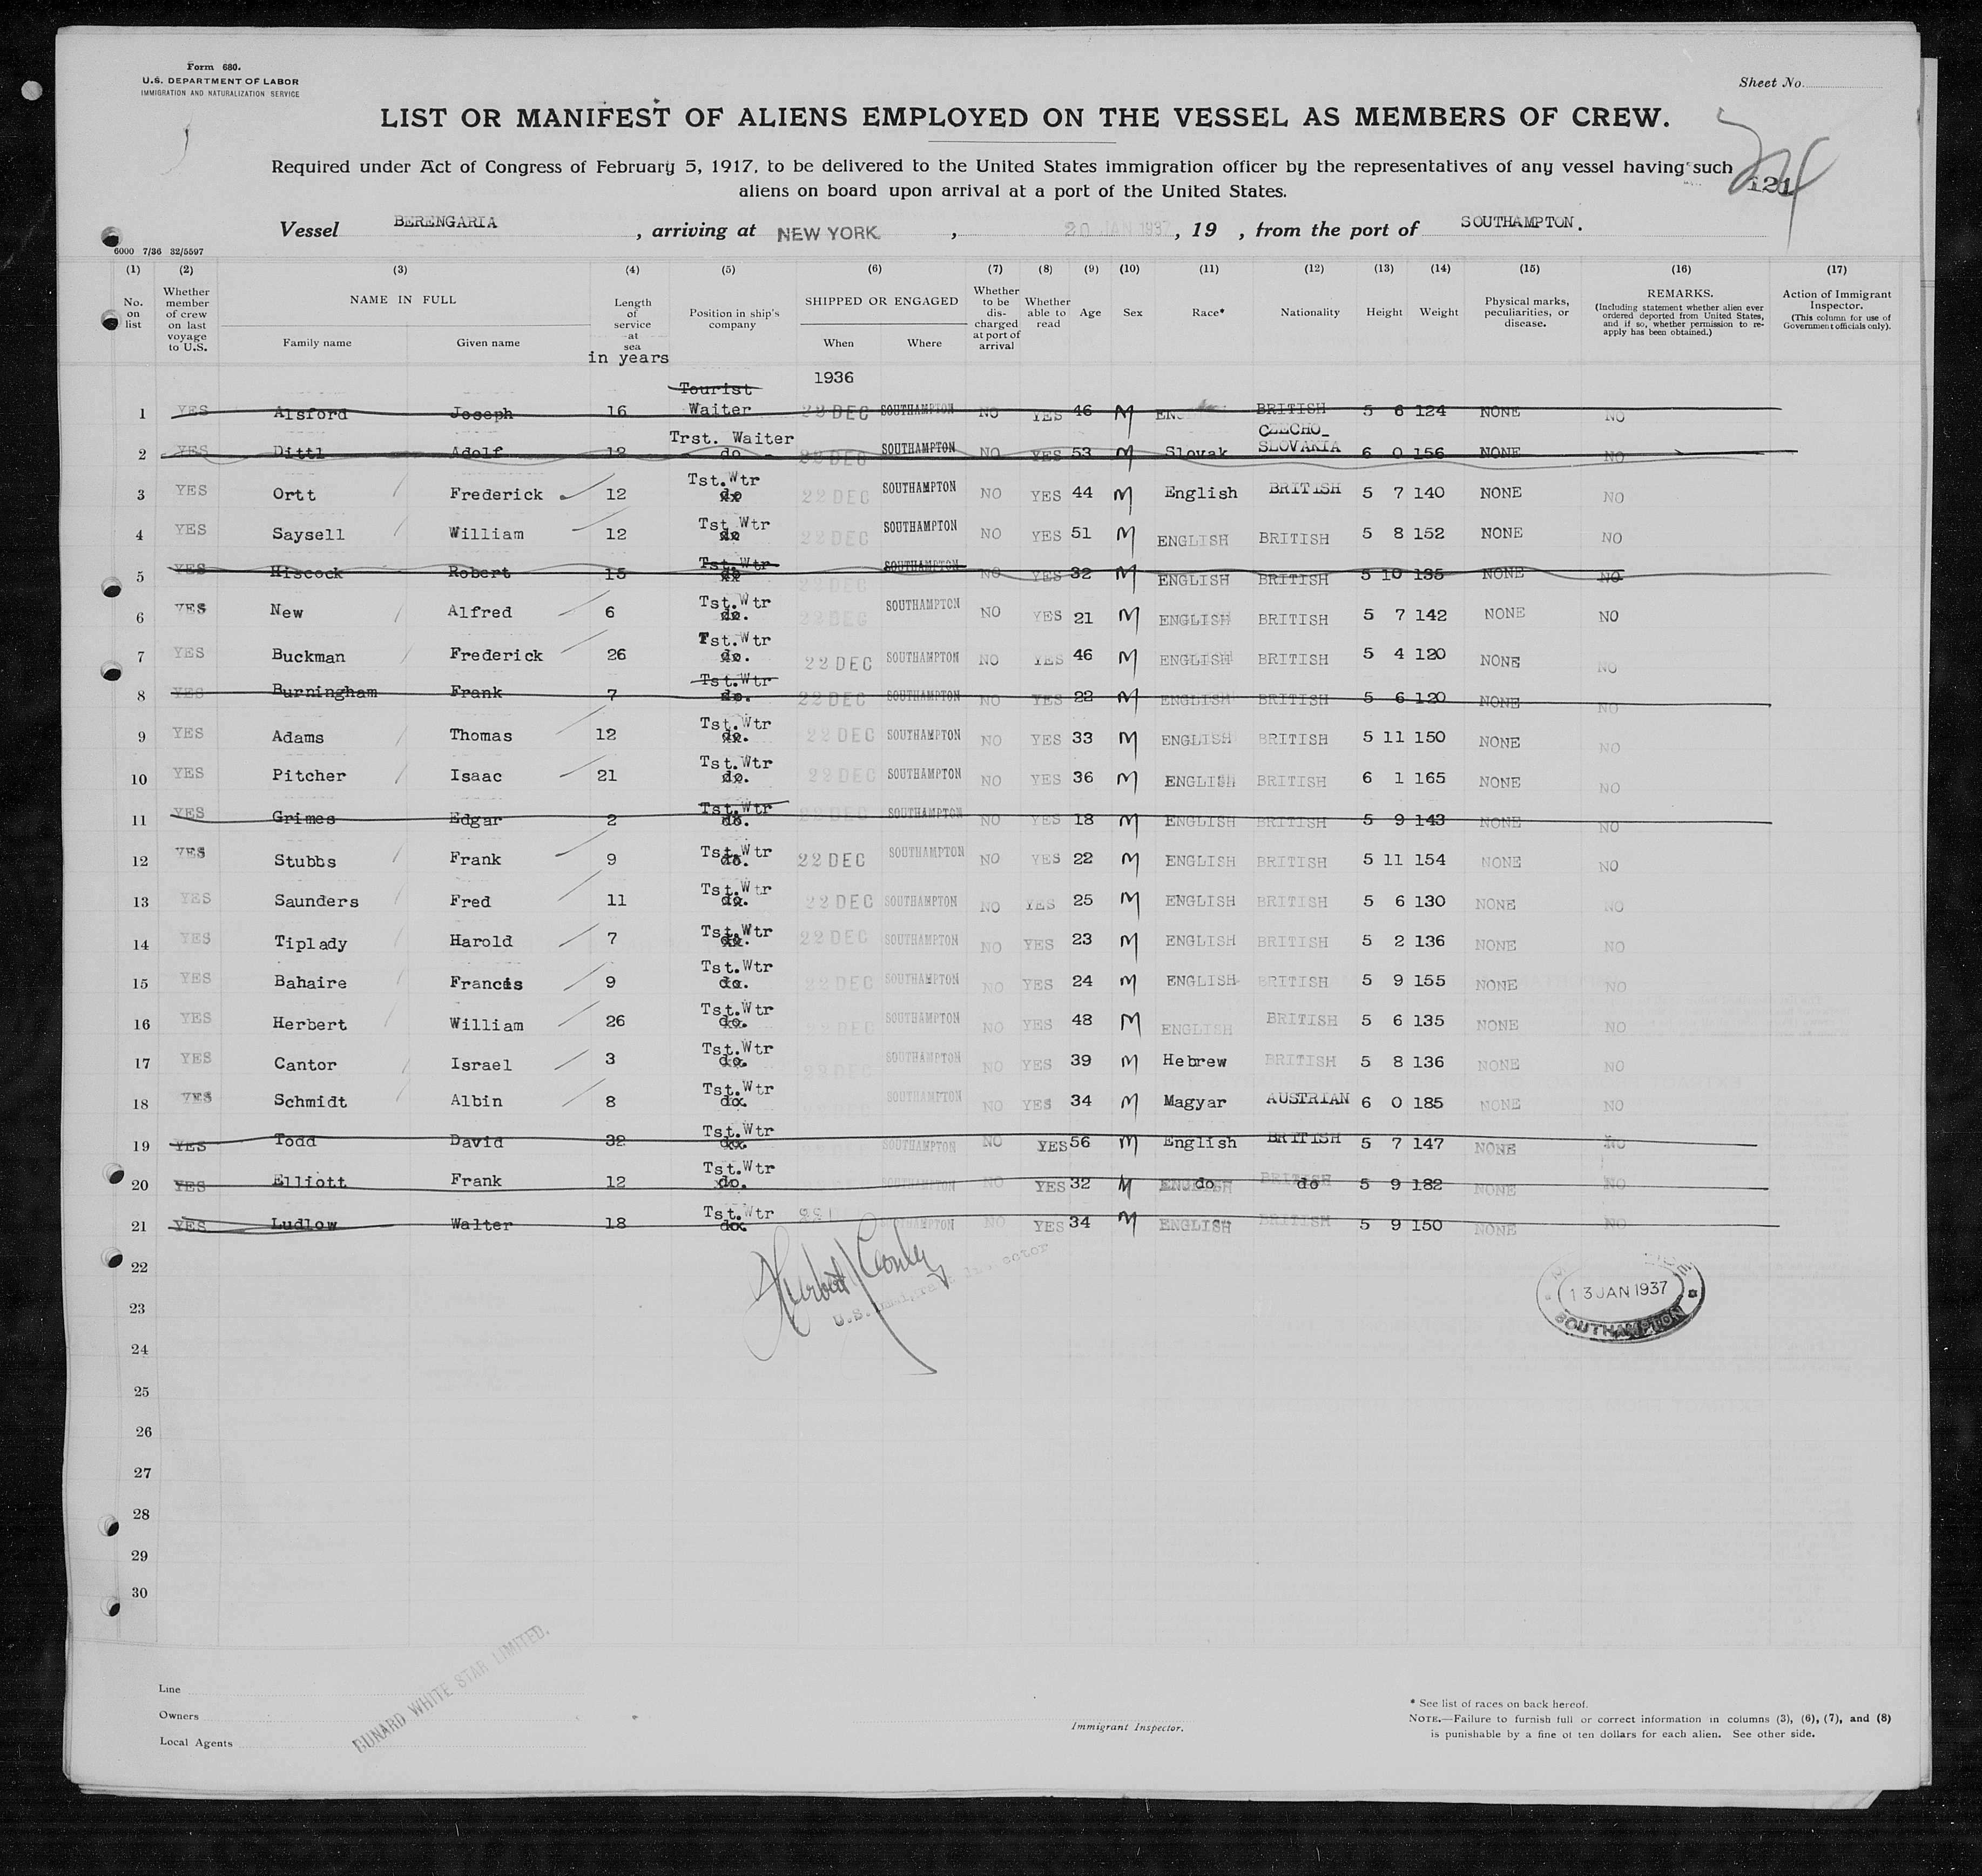 Form 680.
U.S. DEPARTMENT OF LABOR
IMMIGRATION AND NATURALIZATION SERVICE
Sheet No.
LIST OR MANIFEST OF ALIENS EMPLOYED ON THE VESSEL AS MEMBERS OF CREW.
Required under Act of Congress of February 5, 1917, to be delivered to the United States immigration officer by the representatives of any vessel having such
aliens on board upon arrival at a port of the United States.
121
Vessel BERENGARIA, arriving at NEW YORK, 20 JAN 1937, 19 , from the port of SOUTHAMPTON.
6000 7/36 32/5597
(1) (2) (3) (4) (5) (6) (7) (8) (9) (10) (11) (12) (13) (14) (15) (16) (17)
No. on list
Whether member of crew on last voyage to U.S.
NAME IN FULL
Family name Given name
Length of service at sea
in years
Position in ship's company
SHIPPED OR ENGAGED
When Where
Whether to be discharged at port of arrival
Whether able to read
Age Sex Race* Nationality Height Weight
Physical marks, peculiarities, or disease.
REMARKS.
(Including statement whether alien ever ordered deported from United States, and if so, whether permission to reapply has been obtained.)
Action of Immigrant Inspector.
(This column for use of Government officials only).
1936
Tourist
1 YES Alsford Joseph 16 Waiter 22 DEC SOUTHAMPTON NO YES 46 M BRITISH 5 6 124 NONE NO
Trst. Waiter CZECHO_
2 YES Dittl Adolf 12 do 22 DEC SOUTHAMPTON NO YES 53 M Slovak SLOVAKIA 6 0 156 NONE NO
Tst.Wtr
3 YES Ortt Frederick 12 do 22 DEC SOUTHAMPTON NO YES 44 M English BRITISH 5 7 140 NONE NO
Tst.Wtr
4 YES Saysell William 12 do 22 DEC SOUTHAMPTON NO YES 51 M ENGLISH BRITISH 5 8 152 NONE NO
Tst.Wtr
5 YES Hiscock Robert 15 do 22 DEC SOUTHAMPTON NO YES 32 M ENGLISH BRITISH 5 10 135 NONE NO
Tst.Wtr
6 YES New Alfred 6 do. 22 DEC SOUTHAMPTON NO YES 21 M ENGLISH BRITISH 5 7 142 NONE NO
Tst.Wtr
7 YES Buckman Frederick 26 do. 22 DEC SOUTHAMPTON NO YES 46 M ENGLISH BRITISH 5 4 120 NONE NO
Tst.Wtr
8 YES Burningham Frank 7 do. 22 DEC SOUTHAMPTON NO YES 22 M ENGLISH BRITISH 5 6 120 NONE NO
Tst.Wtr
9 YES Adams Thomas 12 do. 22 DEC SOUTHAMPTON NO YES 33 M ENGLISH BRITISH 5 11 150 NONE NO
Tst.Wtr
10 YES Pitcher Isaac 21 do. 22 DEC SOUTHAMPTON NO YES 36 M ENGLISH BRITISH 6 1 165 NONE NO
Tst.Wtr
11 YES Grimes Edgar 2 do. 22 DEC SOUTHAMPTON NO YES 18 M ENGLISH BRITISH 5 9 143 NONE NO
Tst.Wtr
12 YES Stubbs Frank 9 do. 22 DEC SOUTHAMPTON NO YES 22 M ENGLISH BRITISH 5 11 154 NONE NO
Tst.Wtr
13 YES Saunders Fred 11 do. 22 DEC SOUTHAMPTON NO YES 25 M ENGLISH BRITISH 5 6 130 NONE NO
Tst.Wtr
14 YES Tiplady Harold 7 do. 22 DEC SOUTHAMPTON NO YES 23 M ENGLISH BRITISH 5 2 136 NONE NO
Tst.Wtr
15 YES Bahaire Francis 9 do. 22 DEC SOUTHAMPTON NO YES 24 M ENGLISH BRITISH 5 9 155 NONE NO
Tst.Wtr
16 YES Herbert William 26 do. 22 DEC SOUTHAMPTON NO YES 48 M ENGLISH BRITISH 5 6 135 NONE NO
Tst.Wtr
17 YES Cantor Israel 3 do. 22 DEC SOUTHAMPTON NO YES 39 M Hebrew BRITISH 5 8 136 NONE NO
Tst.Wtr
18 YES Schmidt Albin 8 do. SOUTHAMPTON NO YES 34 M Magyar AUSTRIAN 6 0 185 NONE NO
Tst.Wtr
19 YES Todd David 32 do. SOUTHAMPTON NO YES 56 M English BRITISH 5 7 147 NONE NO
Tst.Wtr
20 YES Elliott Frank 12 do. SOUTHAMPTON NO YES 32 M ENGLISH do BRITISH do 5 9 182 NONE NO
Tst.Wtr
21 YES Ludlow Walter 18 do. SOUTHAMPTON NO YES 34 M ENGLISH BRITISH 5 9 150 NONE NO
U.S. Immigrant Inspector
22
23
24
25
26
27
28
29
30
13 JAN 1937
SOUTHAMPTON
Line
Owners
Local Agents
CUNARD WHITE STAR LIMITED.
Immigrant Inspector.
* See list of races on back hereof.
NOTE.—Failure to furnish full or correct information in columns (3), (6), (7), and (8)
is punishable by a fine of ten dollars for each alien. See other side.